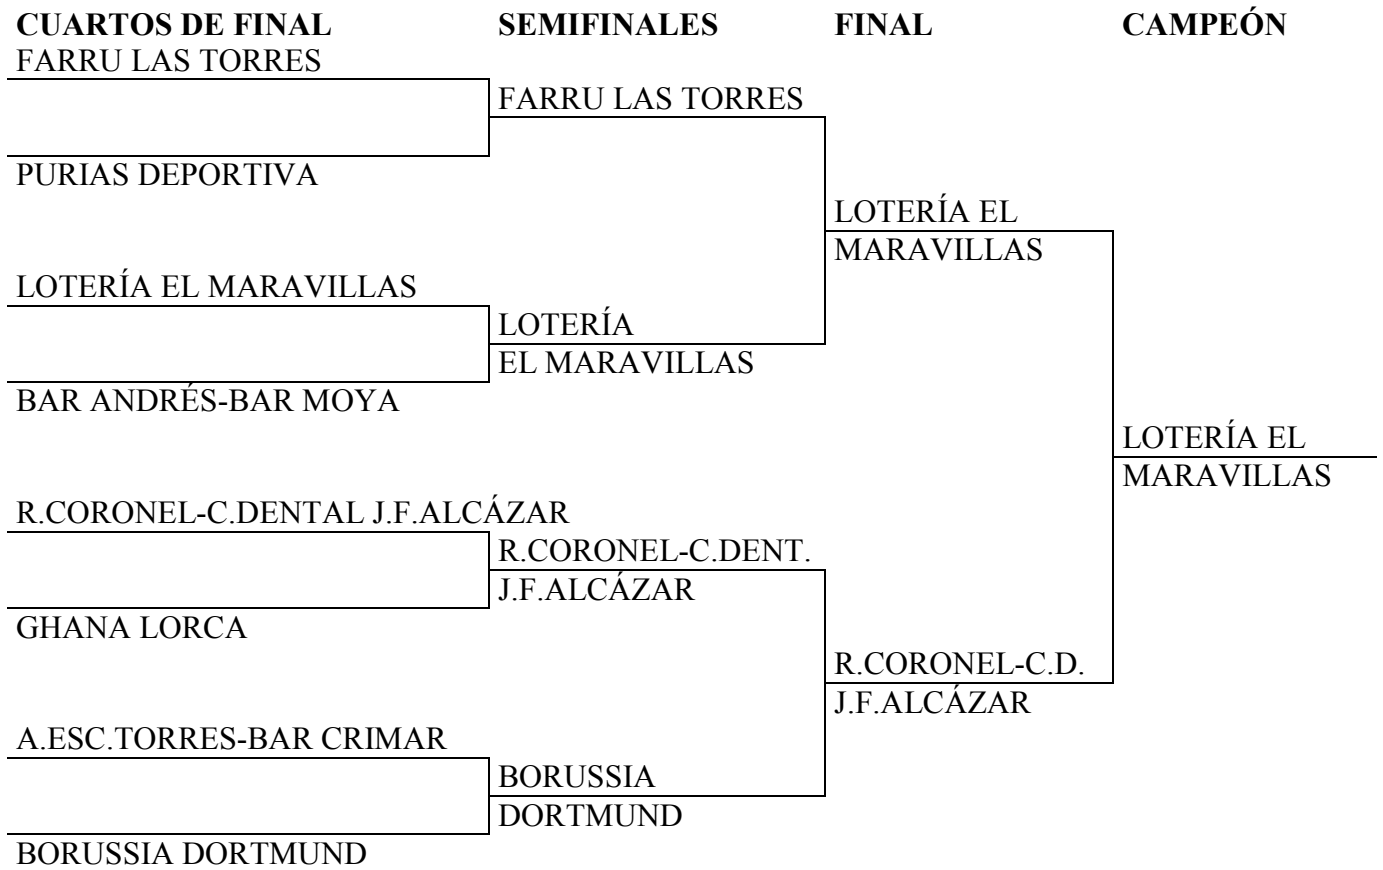 CUARTOS DE FINAL SEMIFINALES FINAL CAMPEÓN
FARRU LAS TORRES
FARRU LAS TORRES
PURIAS DEPORTIVA
LOTERÍA EL
MARAVILLAS
LOTERÍA EL MARAVILLAS
LOTERÍA
EL MARAVILLAS
BAR ANDRÉS-BAR MOYA
LOTERÍA EL
MARAVILLAS
R.CORONEL-C.DENTAL J.F.ALCÁZAR
R.CORONEL-C.DENT.
J.F.ALCÁZAR
GHANA LORCA
R.CORONEL-C.D.
J.F.ALCÁZAR
A.ESC.TORRES-BAR CRIMAR
BORUSSIA
DORTMUND
BORUSSIA DORTMUND